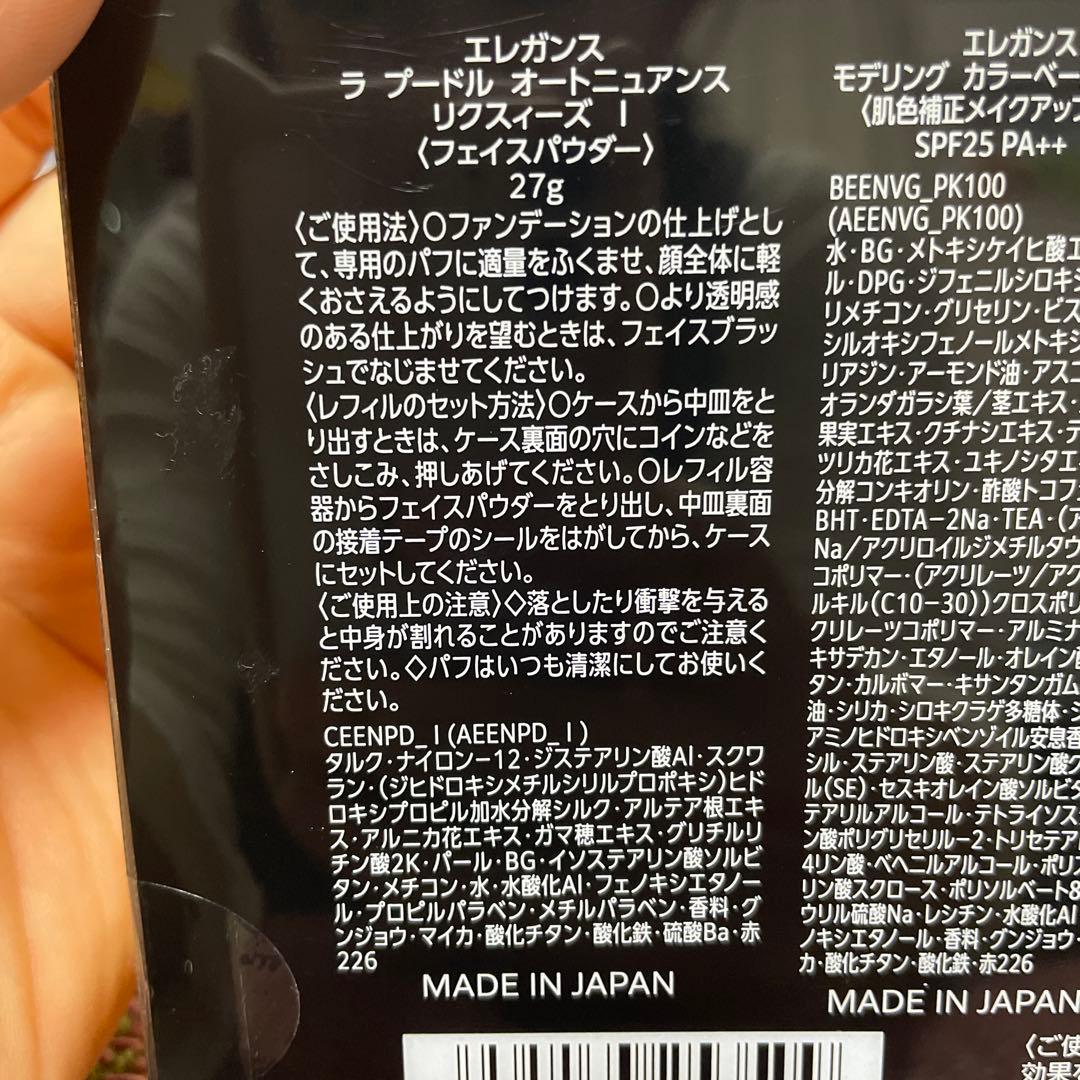 エレガンス
ラ プードル オートニュアンス
リクスィーズ Ⅰ
〈フェイスパウダー〉
27g
〈ご使用法〉○ファンデーションの仕上げとし
て、専用のパフに適量をふくませ、顔全体に軽
くおさえるようにしてつけます。○より透明感
のある仕上がりを望むときは、フェイスブラッ
シュでなじませてください。
〈レフィルのセット方法〉○ケースから中皿をと
り出すときは、ケース裏面の穴にコインなどを
さしこみ、押しあげてください。○レフィル容
器からフェイスパウダーをとり出し、中皿裏面
の接着テープのシールをはがしてから、ケース
にセットしてください。
〈ご使用上の注意〉◇落としたり衝撃を与える
と中身が割れることがありますのでご注意く
ださい。◇パフはいつも清潔にしてお使いく
ださい。
CEENPD_Ⅰ(AEENPD_Ⅰ)
タルク・ナイロン−12・ジステアリン酸Al・スクワ
ラン・(ジヒドロキシメチルシリルプロポキシ)ヒド
ロキシプロピル加水分解シルク・アルテア根エキ
ス・アルニカ花エキス・ガマ穂エキス・グリチルリ
チン酸2K・パール・BG・イソステアリン酸ソルビ
タン・メチコン・水・水酸化Al・フェノキシエタノー
ル・プロピルパラベン・メチルパラベン・香料・グ
ンジョウ・マイカ・酸化チタン・酸化鉄・硫酸Ba・赤
226
MADE IN JAPAN
エレガンス
モデリング カラーベー
〈肌色補正メイクアップ
SPF25 PA++
BEENVG_PK100
(AEENVG_PK100)
水・BG・メトキシケイヒ酸エ
ル・DPG・ジフェニルシロキシ
リメチコン・グリセリン・ビス
シルオキシフェノールメトキシ
リアジン・アーモンド油・アスコ
オランダガラシ葉/茎エキス・
果実エキス・クチナシエキス・テ
ツリカ花エキス・ユキノシタエ
分解コンキオリン・酢酸トコフェ
BHT・EDTA−2Na・TEA・(ア
Na/アクリロイルジメチルタウ
コポリマー・(アクリレーツ/アク
ルキル(C10−30))クロスポリ
クリレーツコポリマー・アルミナ
キサデカン・エタノール・オレイン酸
タン・カルボマー・キサンタンガム
油・シリカ・シロキクラゲ多糖体・
アミノヒドロキシベンゾイル安息香
シル・ステアリン酸・ステアリン酸グ
ル(SE)・セスキオレイン酸ソルビタ
テアリルアルコール・テトライソス
ン酸ポリグリセリル−2・トリセテアレ
4リン酸・ベヘニルアルコール・ポリス
リン酸スクロース・ポリソルベート8
ウリル硫酸Na・レシチン・水酸化Al
ノキシエタノール・香料・グンジョウ・
カ・酸化チタン・酸化鉄・赤226
MADE IN JAPAN
〈ご使
効果を